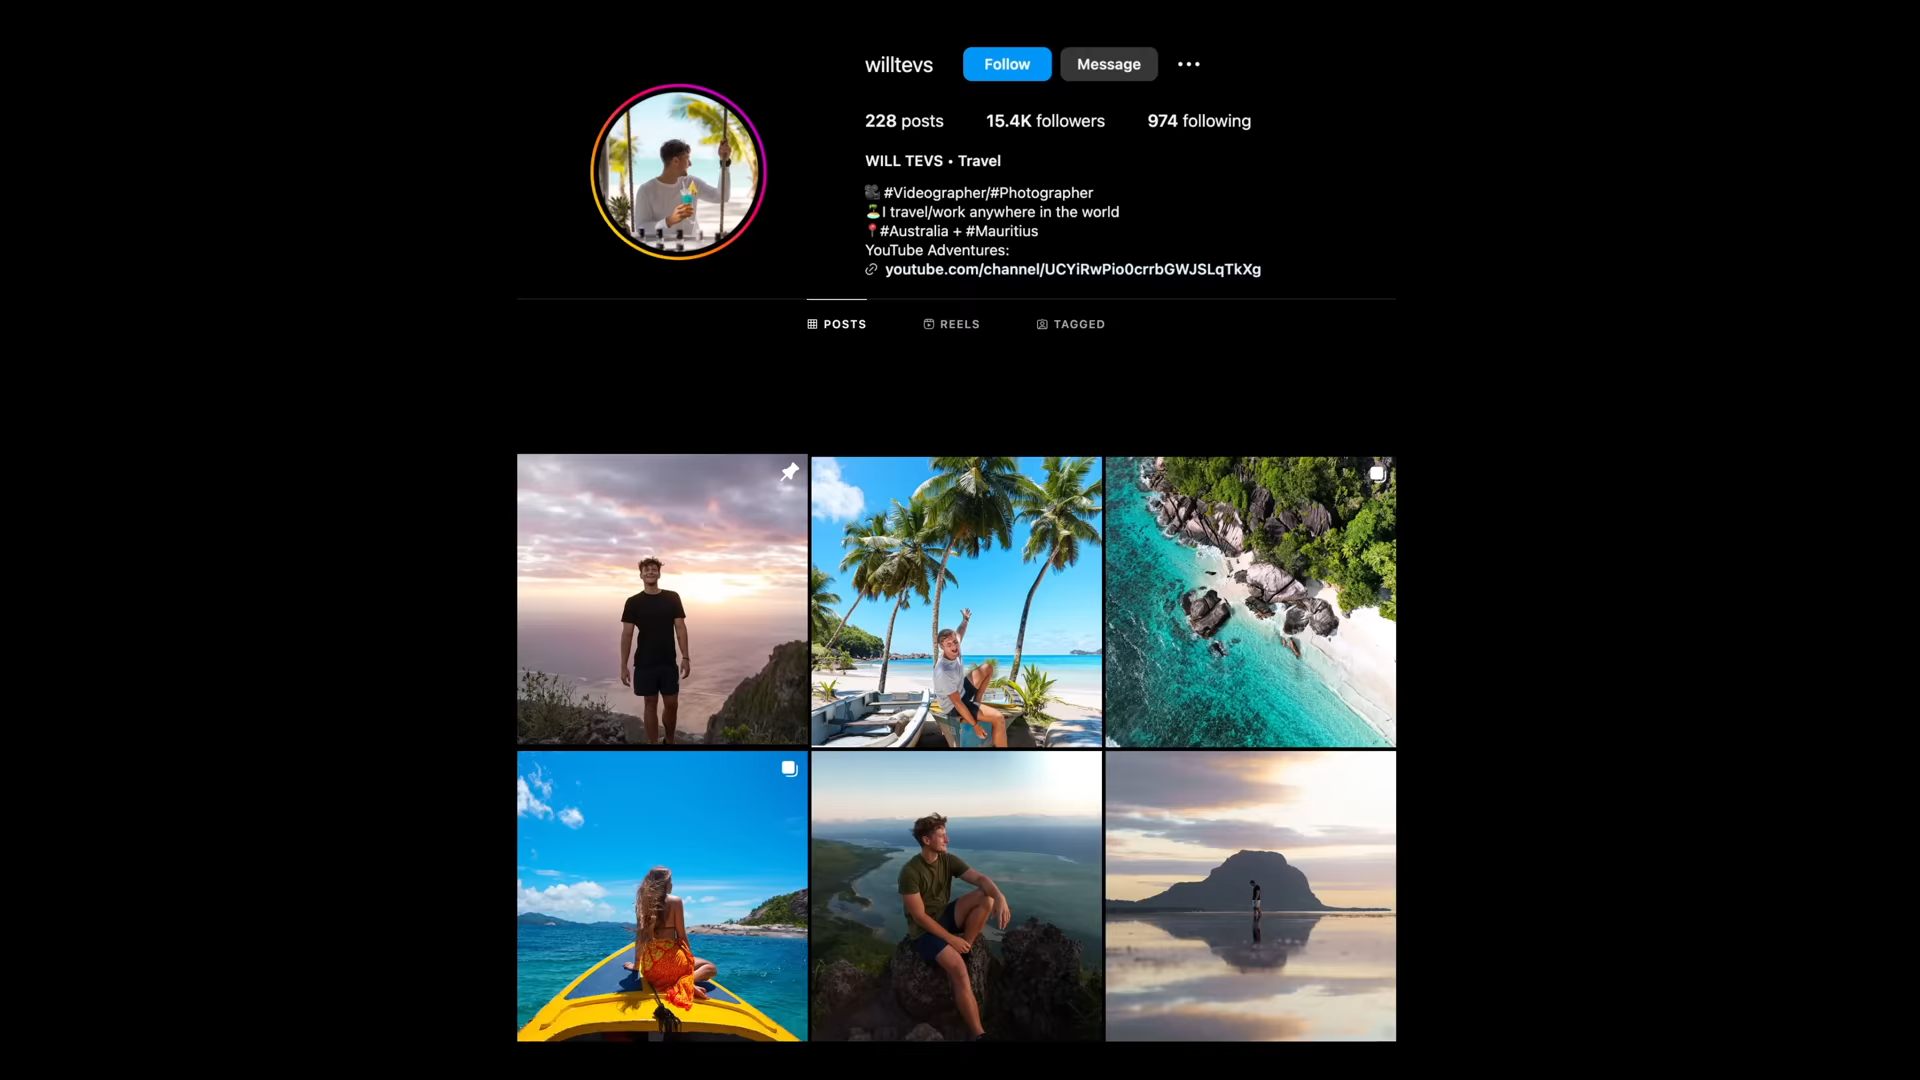 willtevs Follow Message
228 posts 15.4K followers 974 following
WILL TEVS • Travel
🎥 #Videographer/#Photographer
🏝️I travel/work anywhere in the world
📍#Australia + #Mauritius
YouTube Adventures:
youtube.com/channel/UCYiRwPio0crrbGWJSLqTkXg
POSTS REELS TAGGED